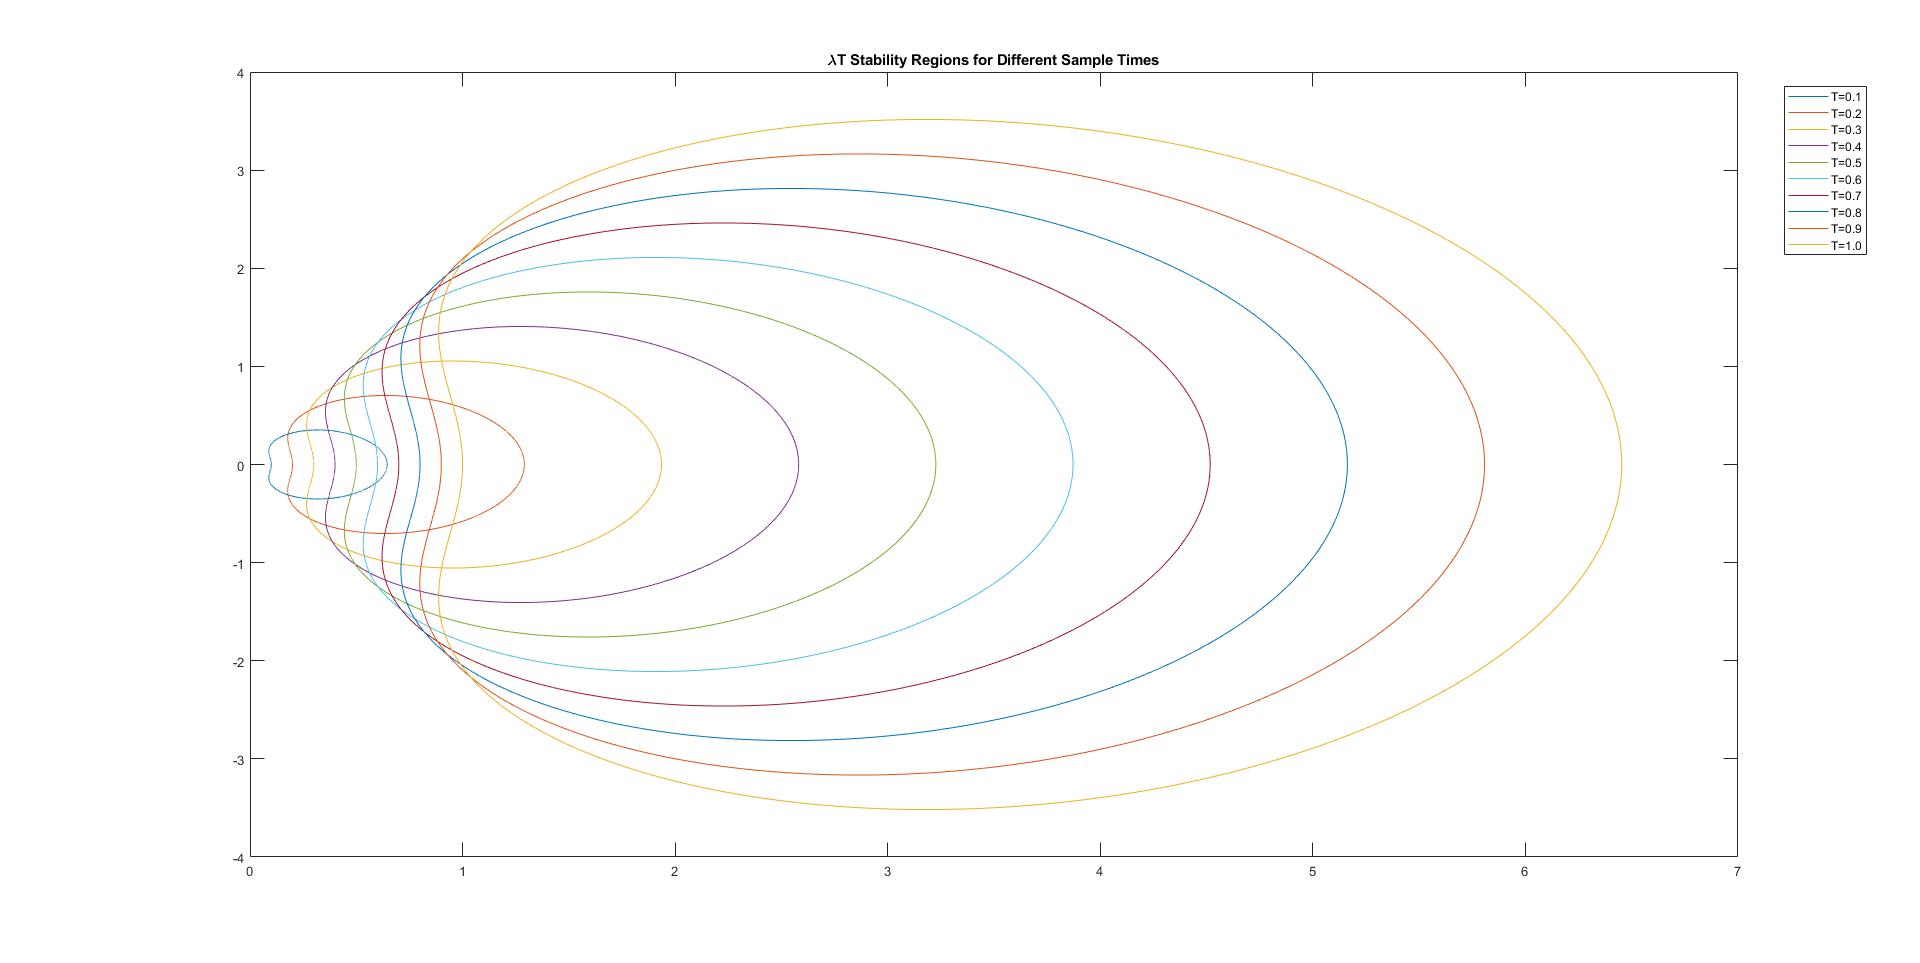 λT Stability Regions for Different Sample Times
4
3
2
1
0
-1
-2
-3
-4
0 1 2 3 4 5 6 7
T=0.1
T=0.2
T=0.3
T=0.4
T=0.5
T=0.6
T=0.7
T=0.8
T=0.9
T=1.0